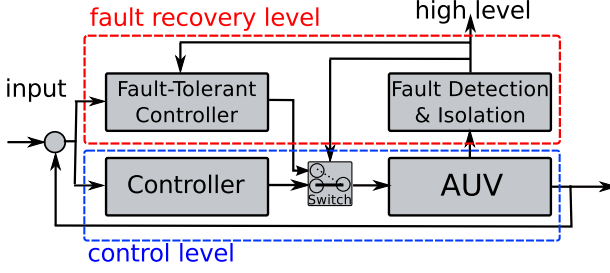 high level
fault recovery level
input
Fault-Tolerant
Controller
Fault Detection
& Isolation
Controller
Switch
AUV
control level